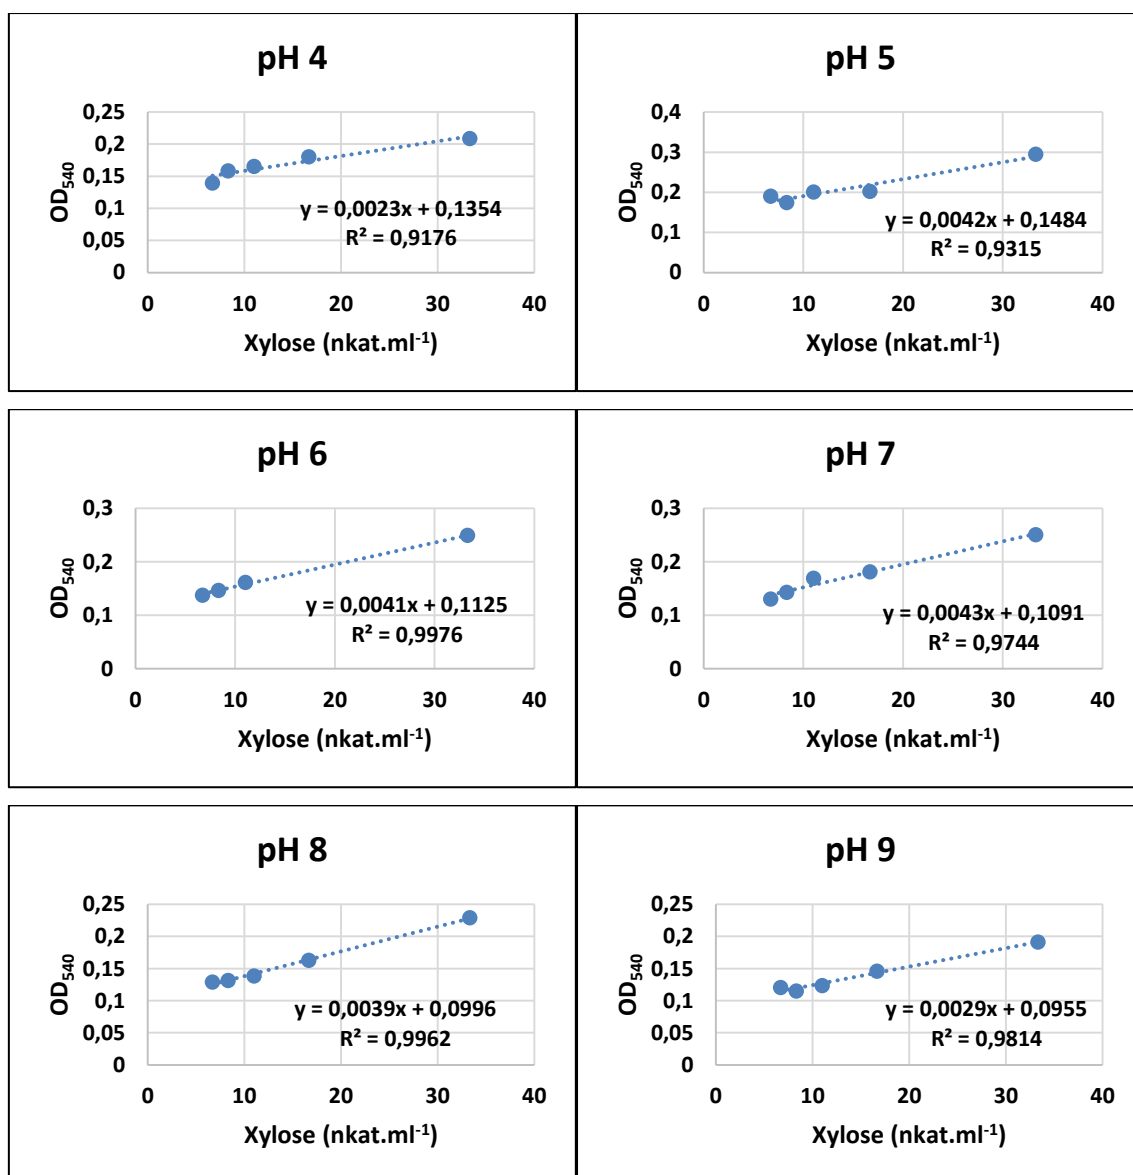 pH 4
0,25
0,2
0,15
0,1
0,05
0
OD540
y = 0,0023x + 0,1354
R² = 0,9176
0 10 20 30 40
Xylose (nkat.ml-1)
pH 5
0,4
0,3
0,2
0,1
0
OD540
y = 0,0042x + 0,1484
R² = 0,9315
0 10 20 30 40
Xylose (nkat.ml-1)
pH 6
0,3
0,2
0,1
0
OD540
y = 0,0041x + 0,1125
R² = 0,9976
0 10 20 30 40
Xylose (nkat.ml-1)
pH 7
0,3
0,2
0,1
0
OD540
y = 0,0043x + 0,1091
R² = 0,9744
0 10 20 30 40
Xylose (nkat.ml-1)
pH 8
0,25
0,2
0,15
0,1
0,05
0
OD540
y = 0,0039x + 0,0996
R² = 0,9962
0 10 20 30 40
Xylose (nkat.ml-1)
pH 9
0,25
0,2
0,15
0,1
0,05
0
OD540
y = 0,0029x + 0,0955
R² = 0,9814
0 10 20 30 40
Xylose (nkat.ml-1)